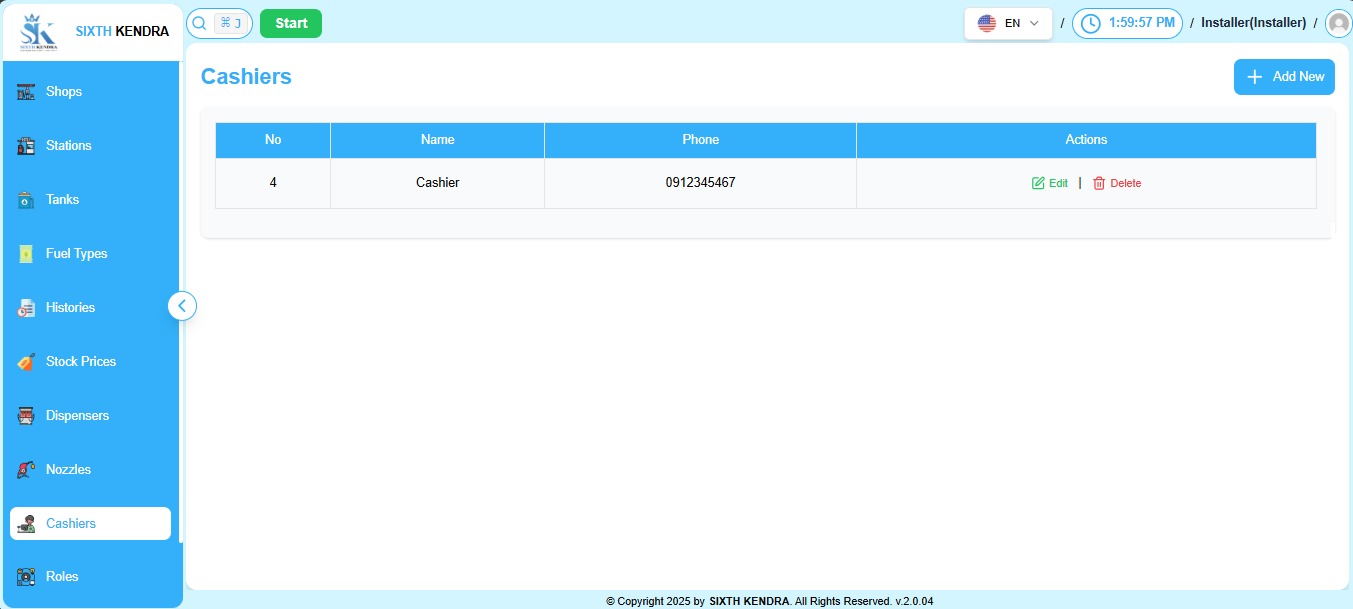 SIXTH KENDRA
SIXTH KENDRA
⌘ J
Start
EN
/
1:59:57 PM
/ Installer(Installer) /
Shops
Stations
Tanks
Fuel Types
Histories
Stock Prices
Dispensers
Nozzles
Cashiers
Roles
Cashiers
Add New
No Name Phone Actions
4 Cashier 0912345467 Edit | Delete
© Copyright 2025 by SIXTH KENDRA. All Rights Reserved. v.2.0.04